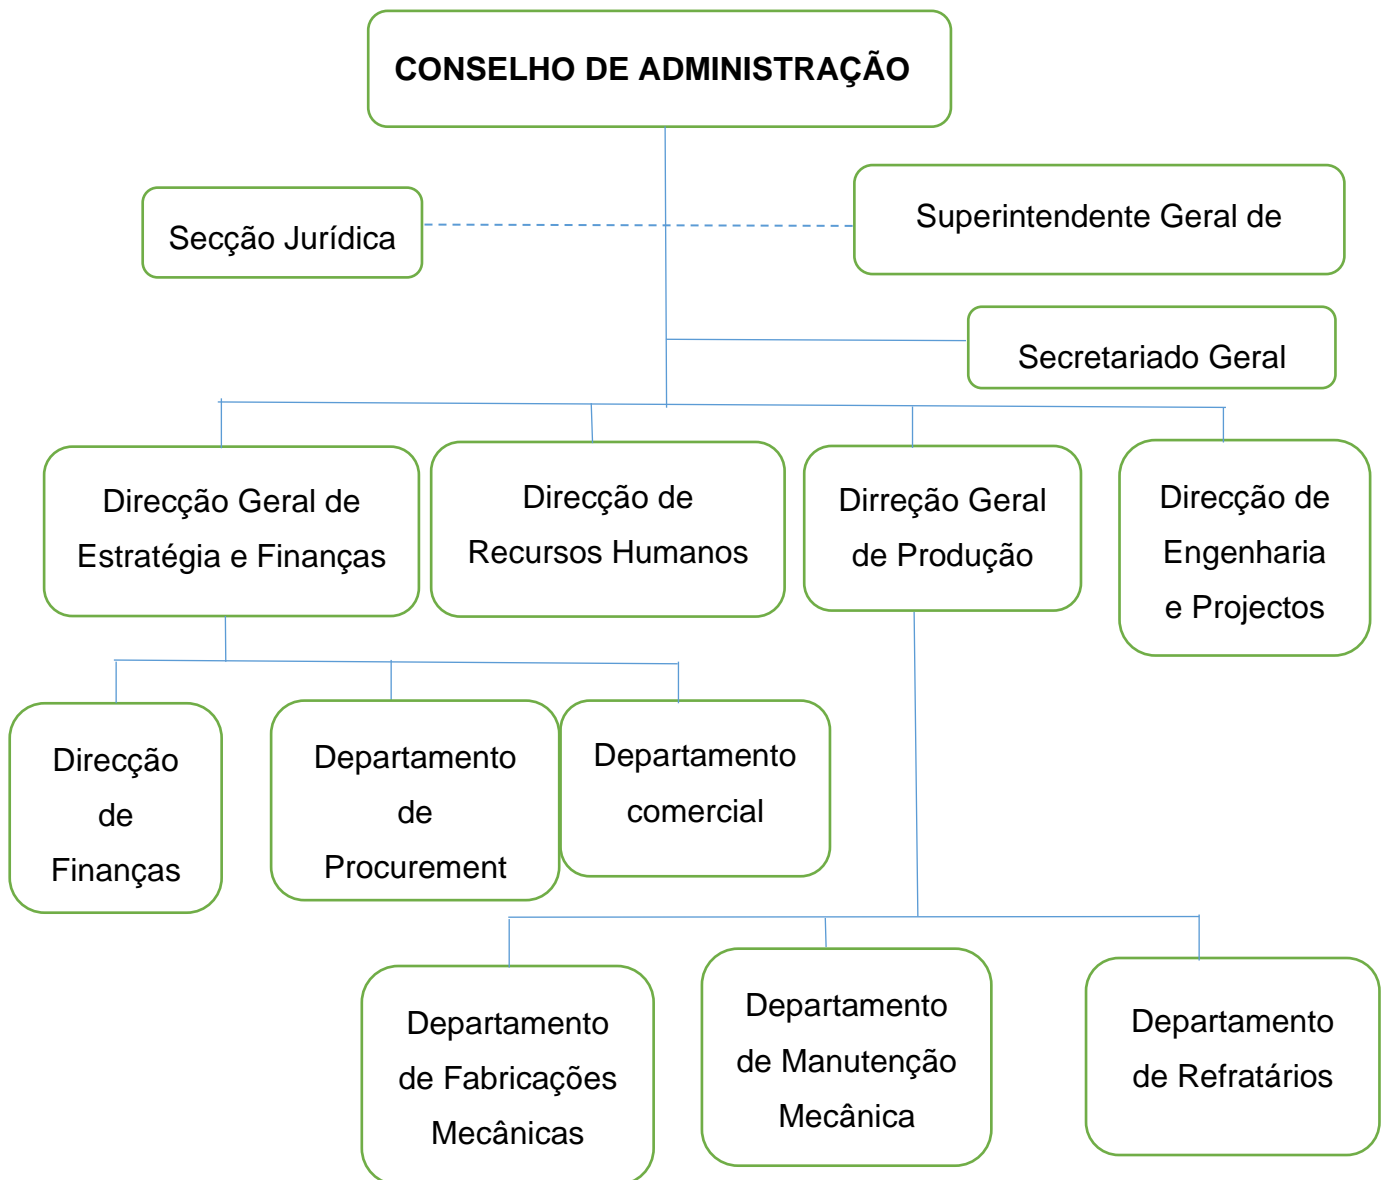 CONSELHO DE ADMINISTRAÇÃO
Secção Jurídica
Superintendente Geral de
Secretariado Geral
Direcção Geral de
Estratégia e Finanças
Direcção de
Recursos Humanos
Dirreção Geral
de Produção
Direcção de
Engenharia
e Projectos
Direcção
de
Finanças
Departamento
de
Procurement
Departamento
comercial
Departamento
de Fabricações
Mecânicas
Departamento
de Manutenção
Mecânica
Departamento
de Refratários